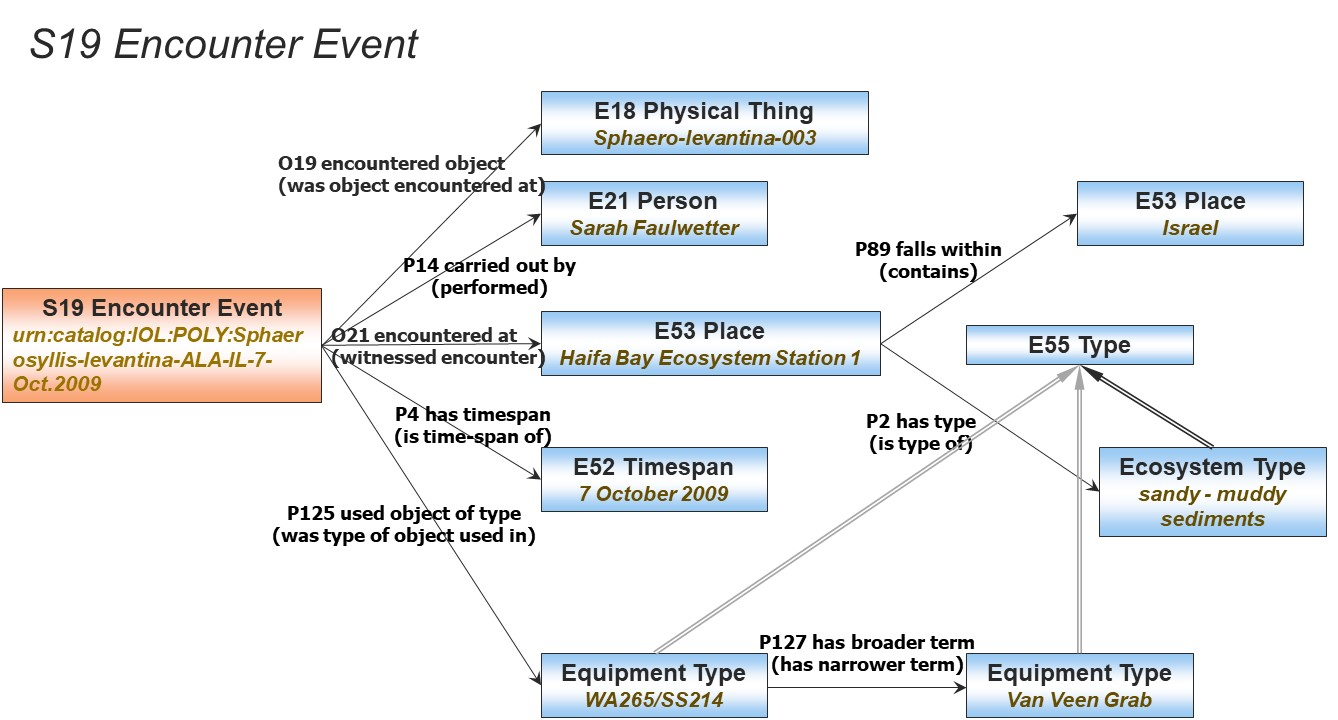 S19 Encounter Event
E18 Physical Thing
Sphaero-levantina-003
O19 encountered object
(was object encountered at)
E21 Person
Sarah Faulwetter
E53 Place
Israel
P89 falls within
(contains)
P14 carried out by
(performed)
S19 Encounter Event
urn:catalog:IOL:POLY:Sphaer
osyllis-levantina-ALA-IL-7-
Oct.2009
O21 encountered at
(witnessed encounter)
E53 Place
Haifa Bay Ecosystem Station 1
E55 Type
P4 has timespan
(is time-span of)
P2 has type
(is type of)
E52 Timespan
7 October 2009
Ecosystem Type
sandy - muddy
sediments
P125 used object of type
(was type of object used in)
Equipment Type
WA265/SS214
P127 has broader term
(has narrower term)
Equipment Type
Van Veen Grab